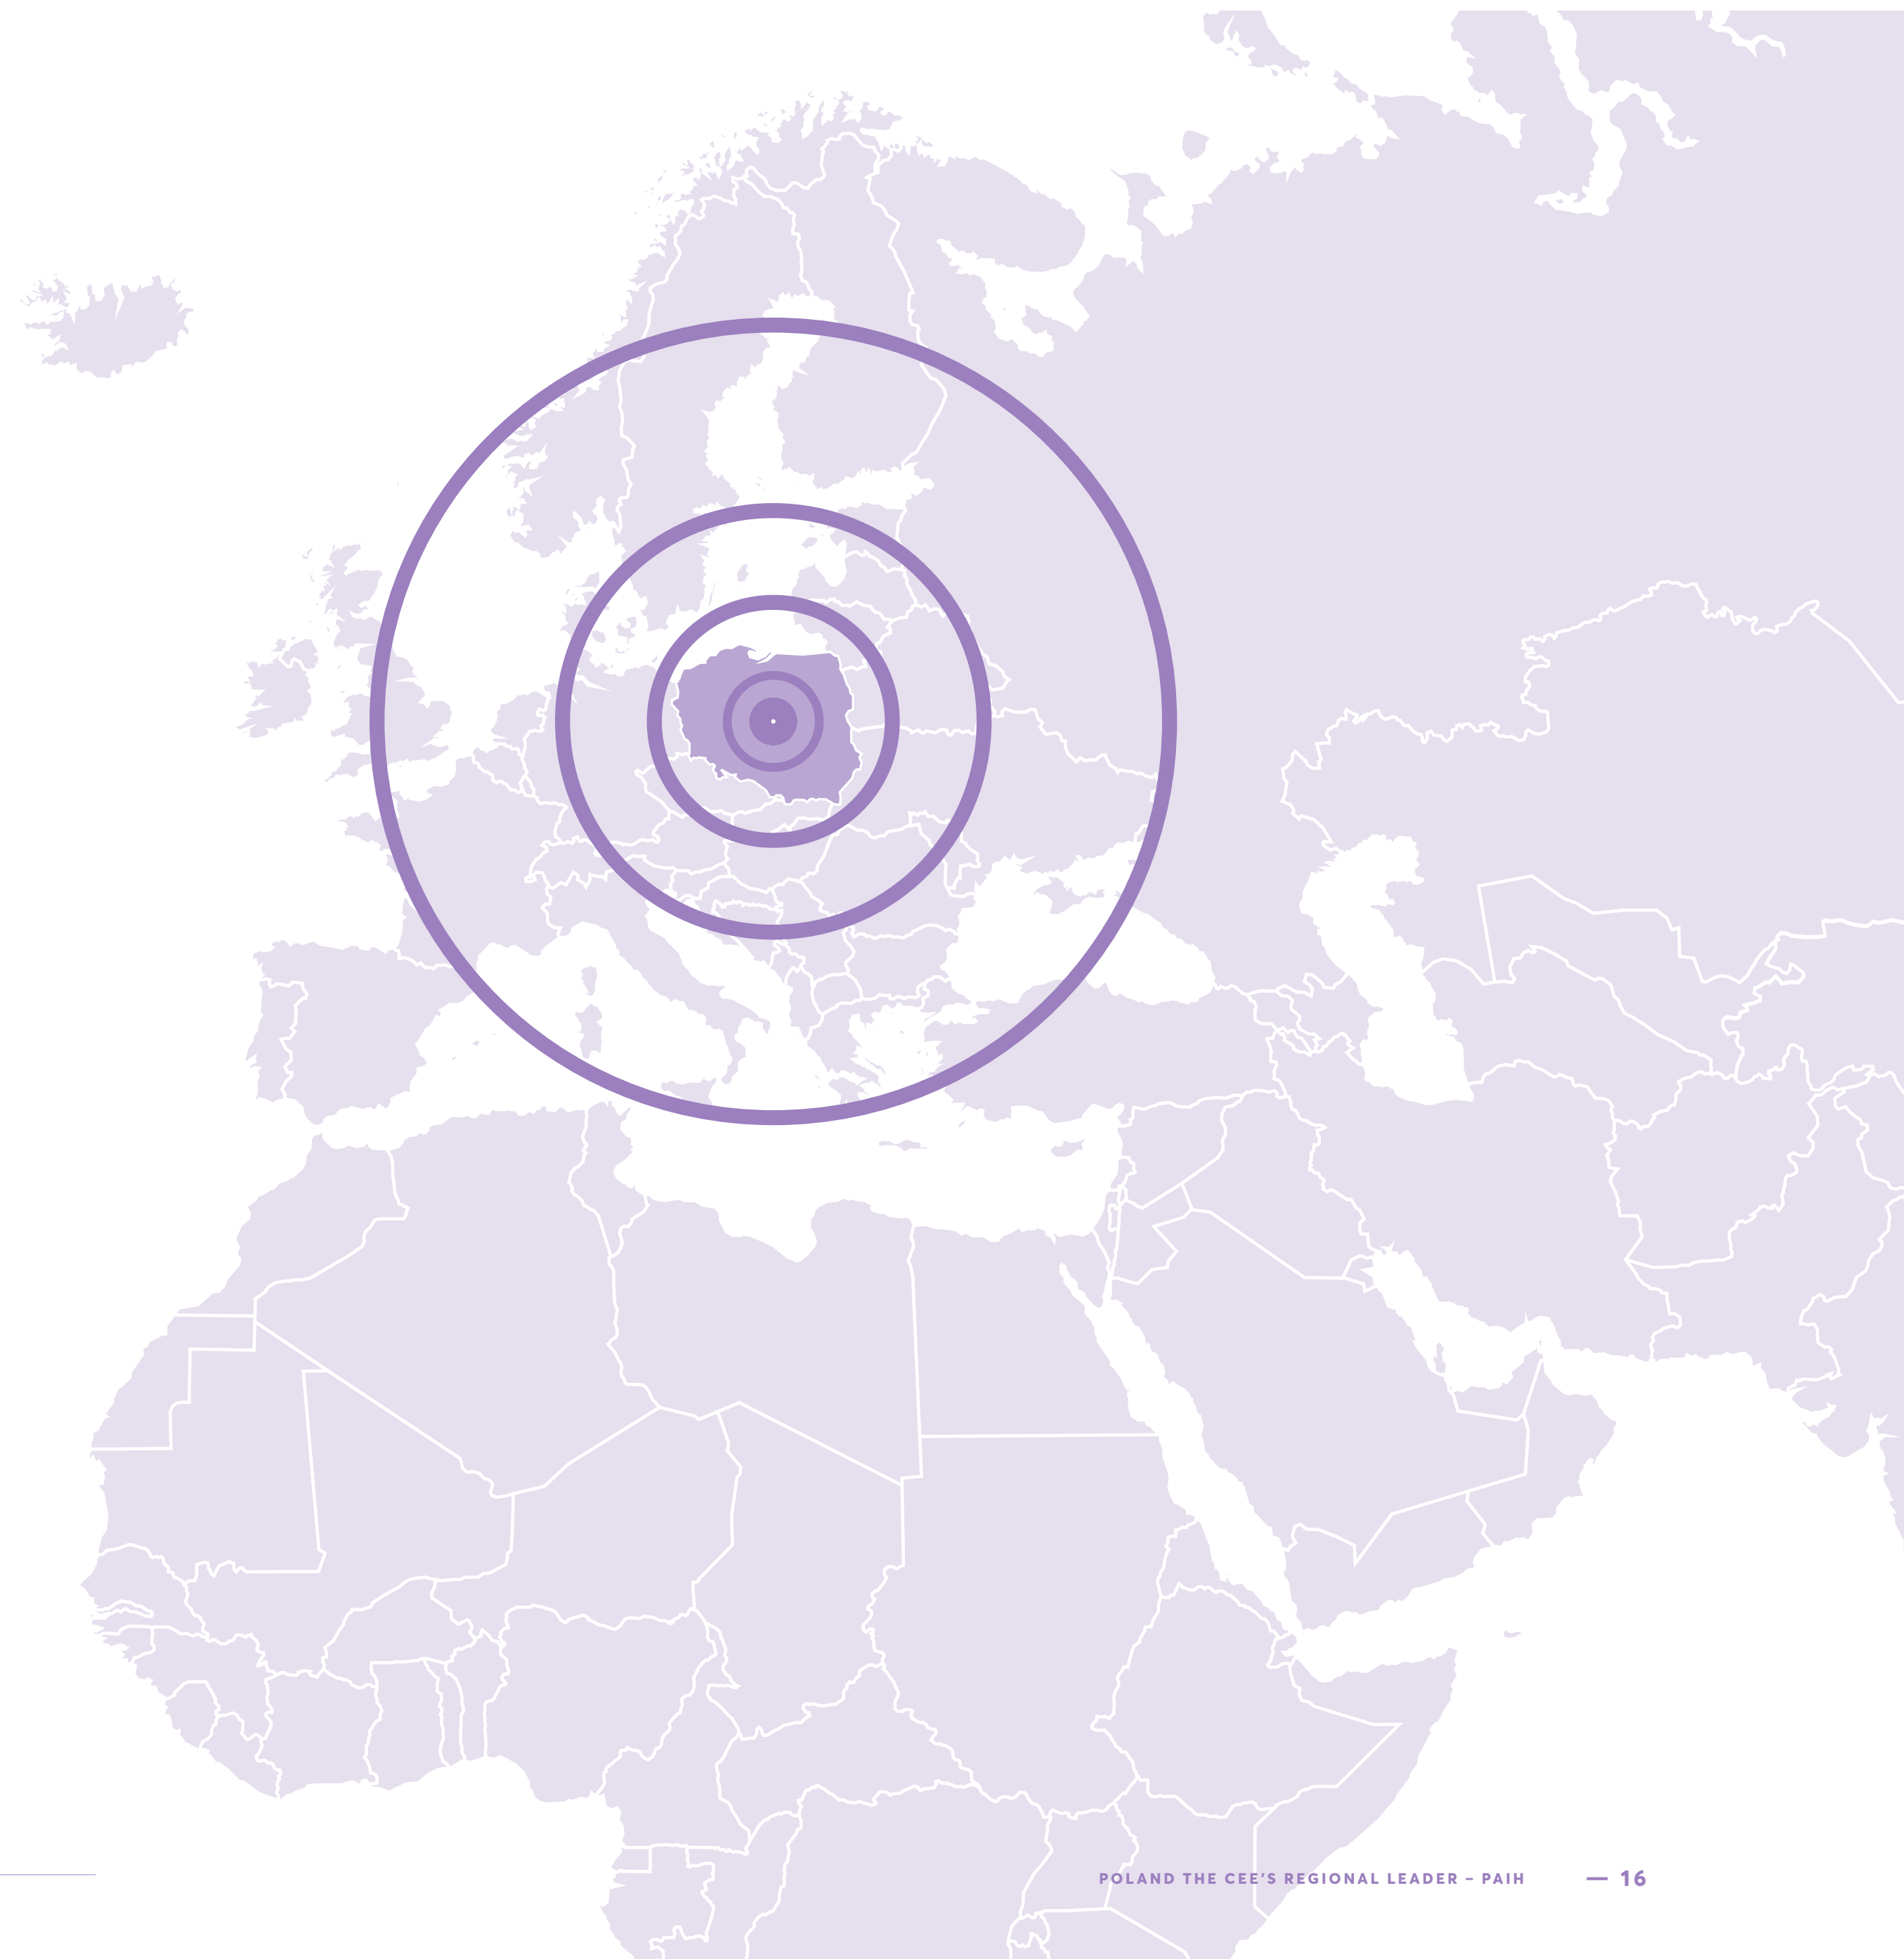 POLAND THE CEE'S REGIONAL LEADER – PAIH — 16